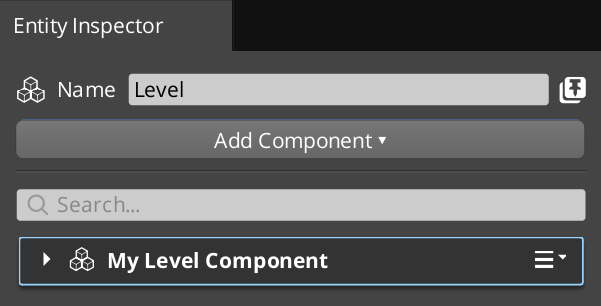 Entity Inspector
Name Level
Add Component
Search...
My Level Component